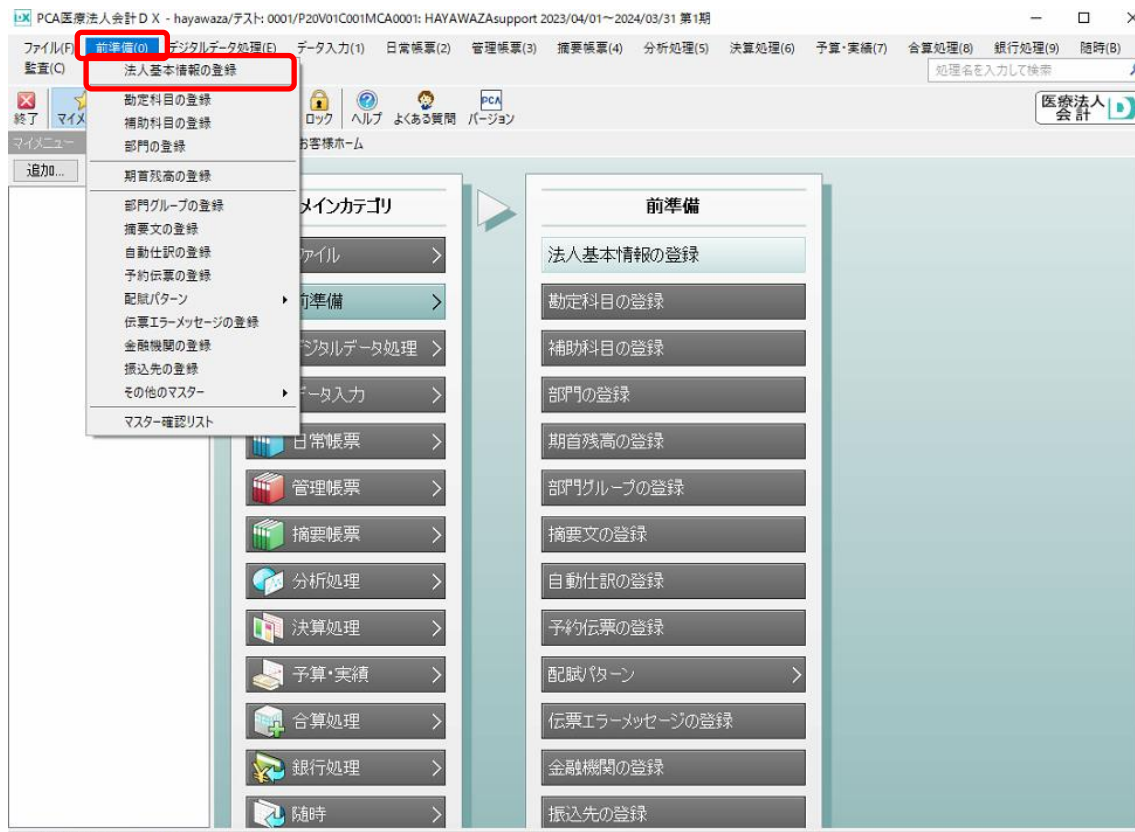 PCA医療法人会計DX - hayawaza/テスト: 0001/P20V01C001MCA0001: HAYAWAZAsupport 2023/04/01～2024/03/31 第1期
ファイル(F) 前準備(0) デジタルデータ処理(E) データ入力(1) 日常帳票(2) 管理帳票(3) 摘要帳票(4) 分析処理(5) 決算処理(6) 予算・実績(7) 合算処理(8) 銀行処理(9) 随時(B)
監査(C)
処理名を入力して検索
法人基本情報の登録
勘定科目の登録
補助科目の登録
部門の登録
期首残高の登録
部門グループの登録
摘要文の登録
自動仕訳の登録
予約伝票の登録
配賦パターン
伝票エラーメッセージの登録
金融機関の登録
振込先の登録
その他のマスター
マスター確認リスト
終了 マイメ ロック ヘルプ よくある質問 バージョン
PCA
医療法人会計 D
マイメニュー
お客様ホーム
追加...
メインカテゴリ
ファイル
前準備
デジタルデータ処理
データ入力
日常帳票
管理帳票
摘要帳票
分析処理
決算処理
予算・実績
合算処理
銀行処理
随時
前準備
法人基本情報の登録
勘定科目の登録
補助科目の登録
部門の登録
期首残高の登録
部門グループの登録
摘要文の登録
自動仕訳の登録
予約伝票の登録
配賦パターン
伝票エラーメッセージの登録
金融機関の登録
振込先の登録